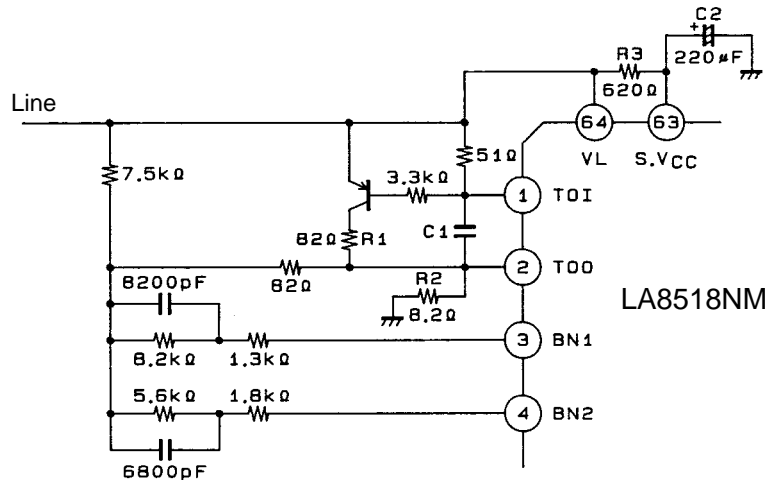 C2
+
220μF
R3
620Ω
Line
64
63
VL
S.VCC
51Ω
7.5kΩ
3.3kΩ
1
TOI
C1
82Ω
R1
2
TOO
82Ω
R2
8.2Ω
8200pF
LA8518NM
3
BN1
8.2kΩ
1.3kΩ
5.6kΩ
1.8kΩ
4
BN2
6800pF